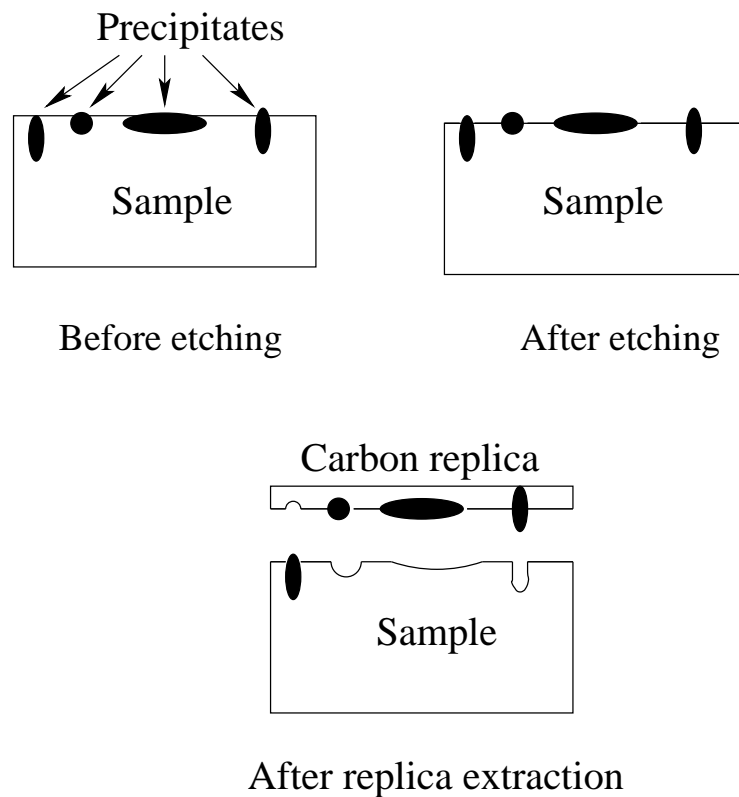 Precipitates
Sample
Sample
Before etching
After etching
Carbon replica
Sample
After replica extraction